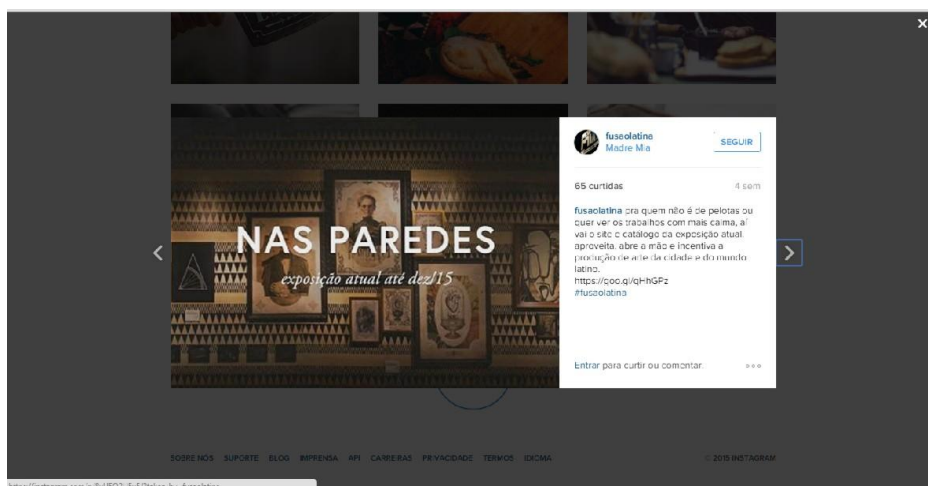 ×
NAS PAREDES
exposição atual até dez/15
fusaolatina
Madre Mia
SEGUIR
65 curtidas
4 sem
fusaolatina pra quem não é de pelotas ou
quer ver os trabalhos com mais calma, aí
vai o site e catálogo da exposição atual.
aproveita, abre a mão e incentiva a
produção de arte da cidade e do mundo
latino.
https://goo.gl/qHhGPz
#fusaolatina
Entrar para curtir ou comentar.
SOBRE NÓS SUPORTE BLOG IMPRENSA API CARREIRAS PRIVACIDADE TERMOS IDIOMA
© 2015 INSTAGRAM